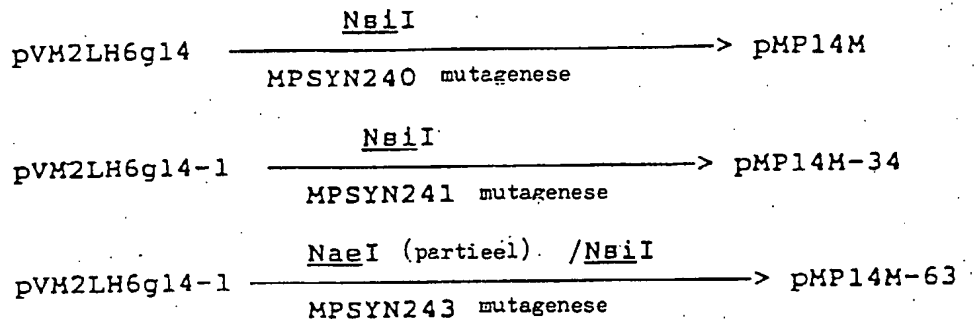 NsiI
pVM2LH6g14 ———> pMP14M
MPSYN240 mutagenese
NsiI
pVM2LH6g14-1 ———> pMP14M-34
MPSYN241 mutagenese
NaeI (partieel). /NsiI
pVM2LH6g14-1 ———> pMP14M-63
MPSYN243 mutagenese